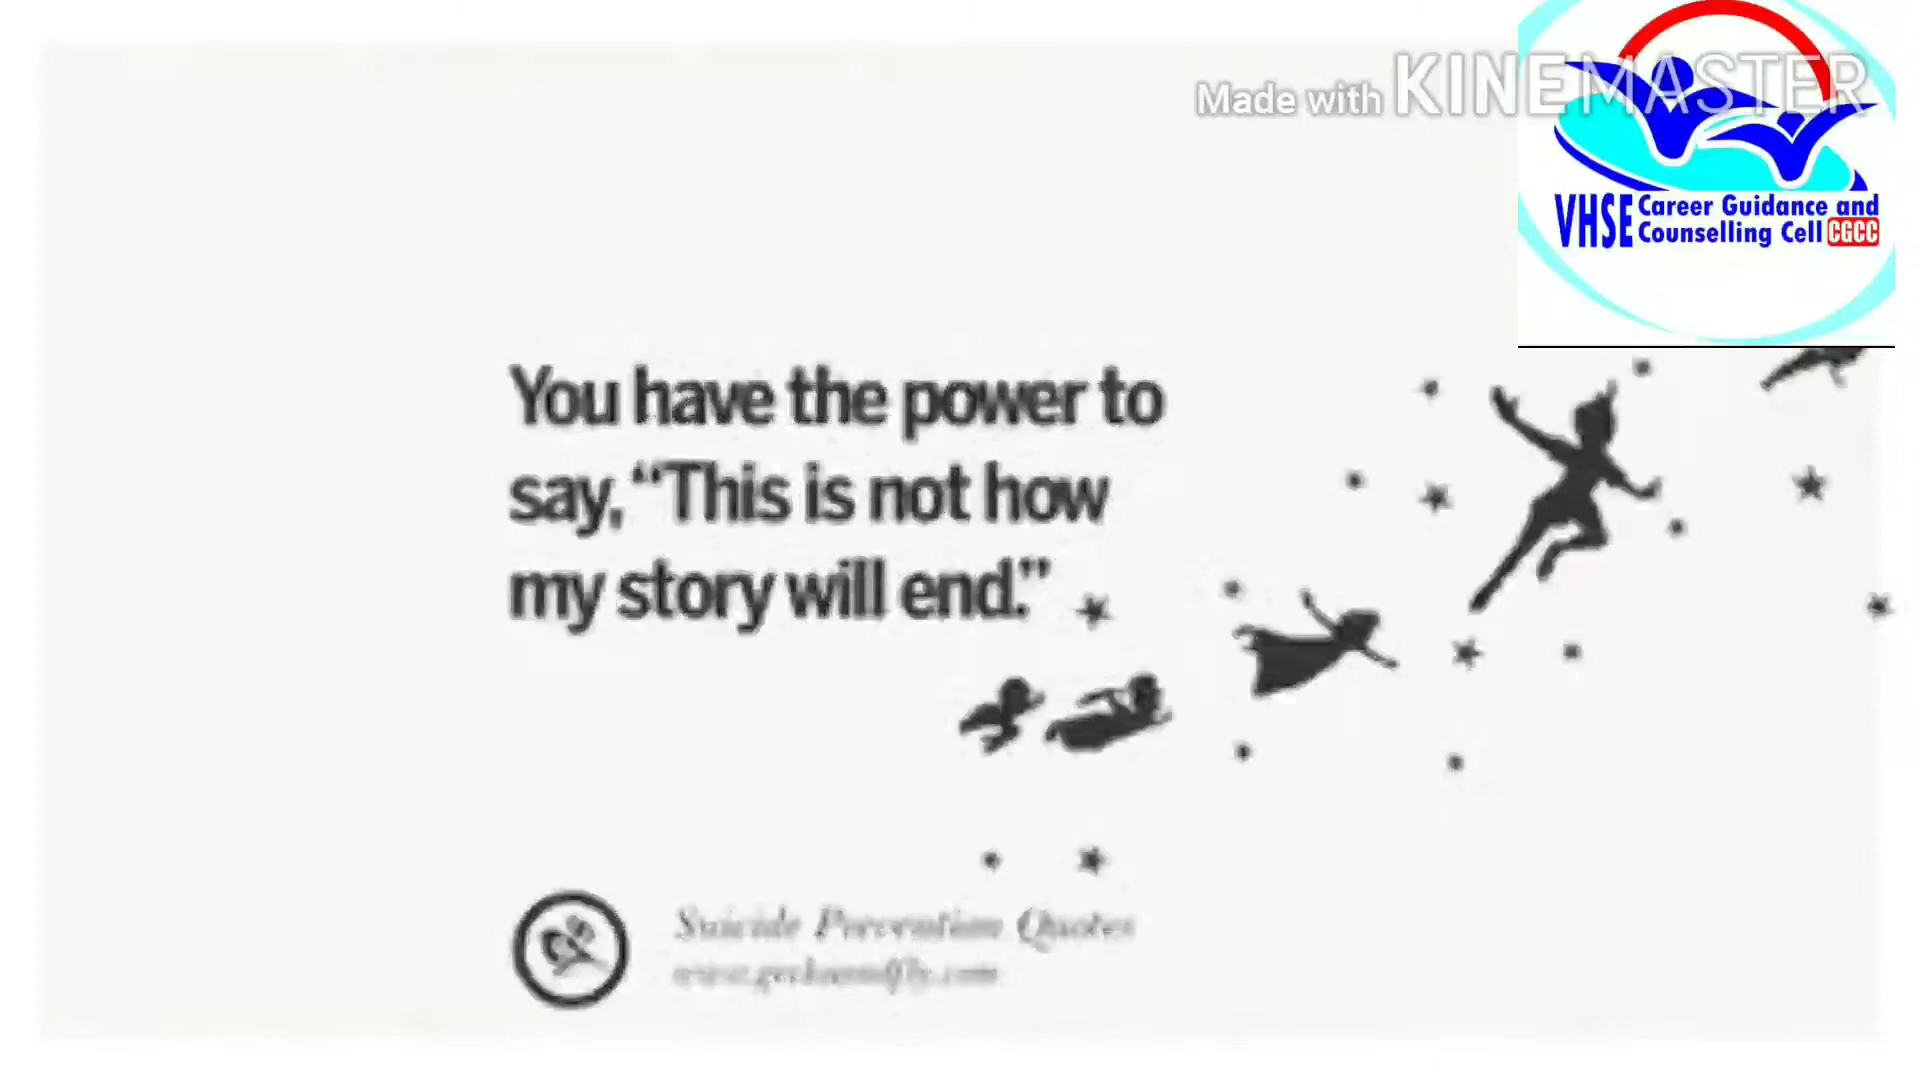 Made with KINEMASTER
VHSE Career Guidance and
Counselling Cell CGCC
You have the power to
say, “This is not how
my story will end.”
Suicide Prevention Quotes